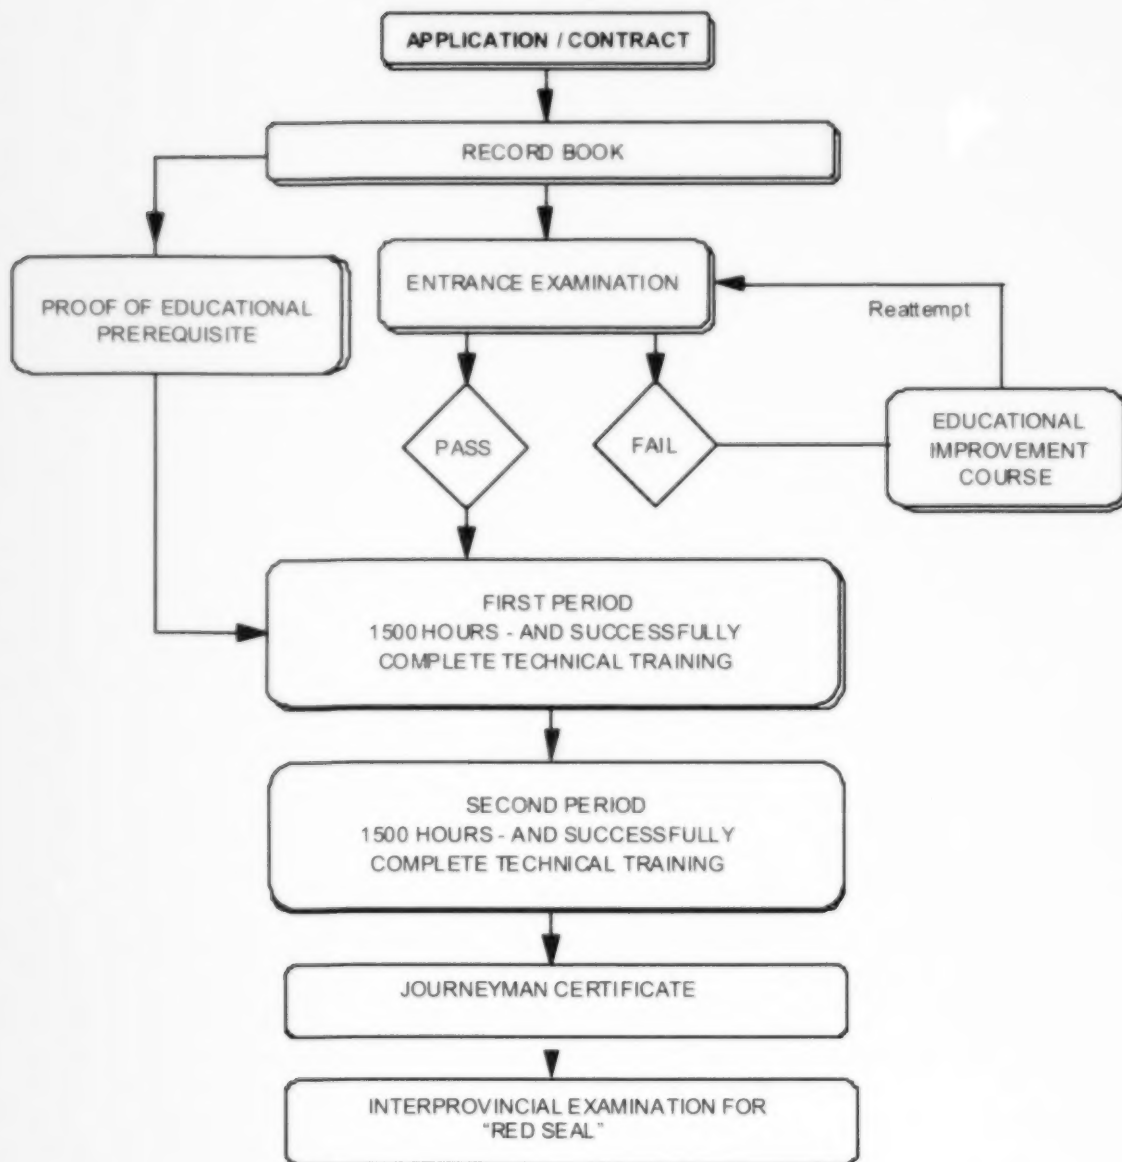 APPLICATION / CONTRACT
RECORD BOOK
PROOF OF EDUCATIONAL
PREREQUISITE
ENTRANCE EXAMINATION
Reattempt
PASS
FAIL
EDUCATIONAL
IMPROVEMENT
COURSE
FIRST PERIOD
1500 HOURS - AND SUCCESSFULLY
COMPLETE TECHNICAL TRAINING
SECOND PERIOD
1500 HOURS - AND SUCCESSFULLY
COMPLETE TECHNICAL TRAINING
JOURNEYMAN CERTIFICATE
INTERPROVINCIAL EXAMINATION FOR
"RED SEAL"